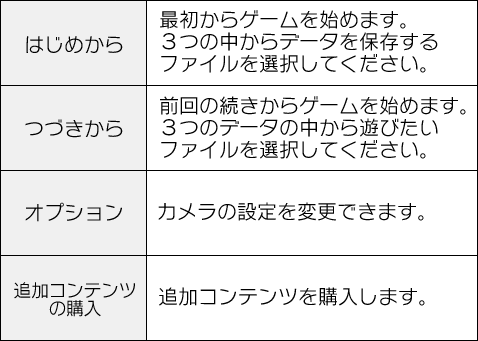 はじめから
最初からゲームを始めます。
３つの中からデータを保存する
ファイルを選択してください。
つづきから
前回の続きからゲームを始めます。
３つのデータの中から遊びたい
ファイルを選択してください。
オプション
カメラの設定を変更できます。
追加コンテンツ
の購入
追加コンテンツを購入します。